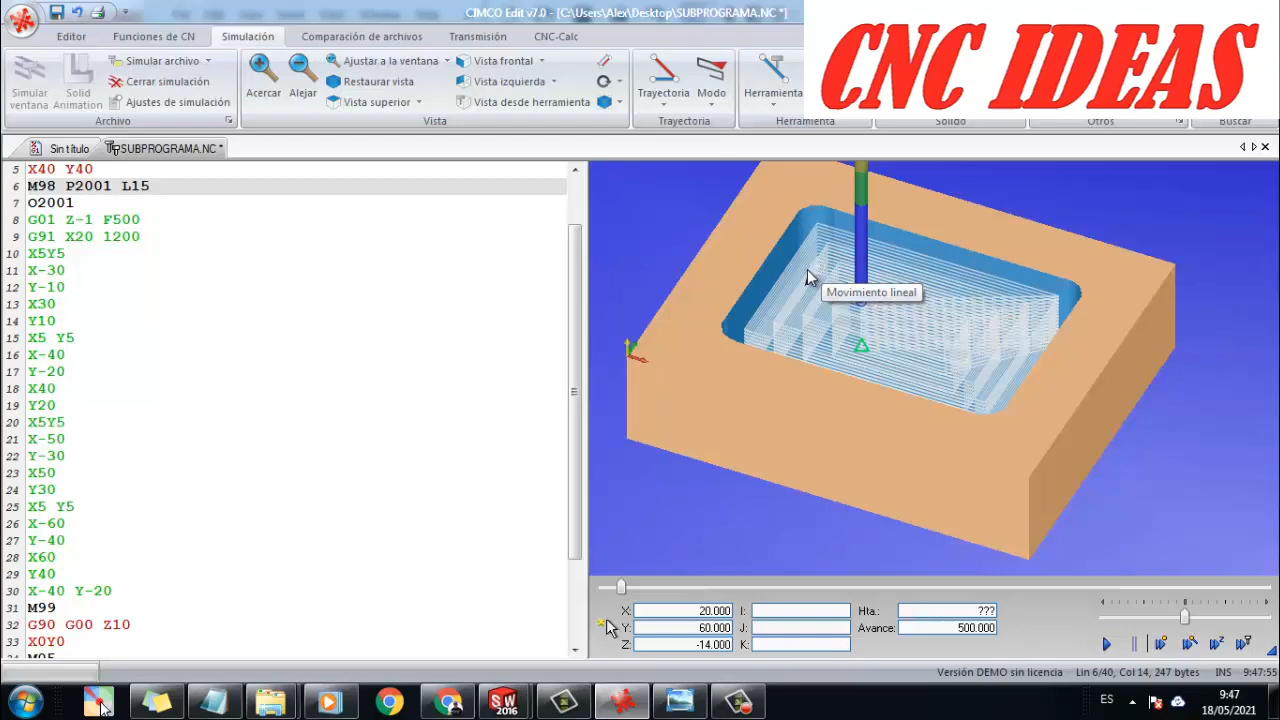 CIMCO Edit v7.0 - [C:\Users\Alex\Desktop\SUBPROGRAMA.NC *]
CNC IDEAS
Editor Funciones de CN Simulación Comparación de archivos Transmisión CNC-Calc
Simular ventana
Solid Animation
Simular archivo
Cerrar simulación
Ajustes de simulación
Archivo
Acercar
Alejar
Ajustar a la ventana
Restaurar vista
Vista superior
Vista frontal
Vista izquierda
Vista desde herramienta
Vista
Trayectoria
Modo
Trayectoria
Herramienta
Herramienta
Sólido
Otros
Buscar
Sin título SUBPROGRAMA.NC *
5 X40 Y40
6 M98 P2001 L15
7 O2001
8 G01 Z-1 F500
9 G91 X20 1200
10 X5Y5
11 X-30
12 Y-10
13 X30
14 Y10
15 X5 Y5
16 X-40
17 Y-20
18 X40
19 Y20
20 X5Y5
21 X-50
22 Y-30
23 X50
24 Y30
25 X5 Y5
26 X-60
27 Y-40
28 X60
29 Y40
30 X-40 Y-20
31 M99
32 G90 G00 Z10
33 X0Y0
Movimiento lineal
X: 20.000 I: Hta.: ???
Y: 60.000 J: Avance: 500.000
Z: -14.000 K:
Versión DEMO sin licencia Lin 6/40, Col 14, 247 bytes INS 9:47:55
SW 2016
ES
9:47
18/05/2021